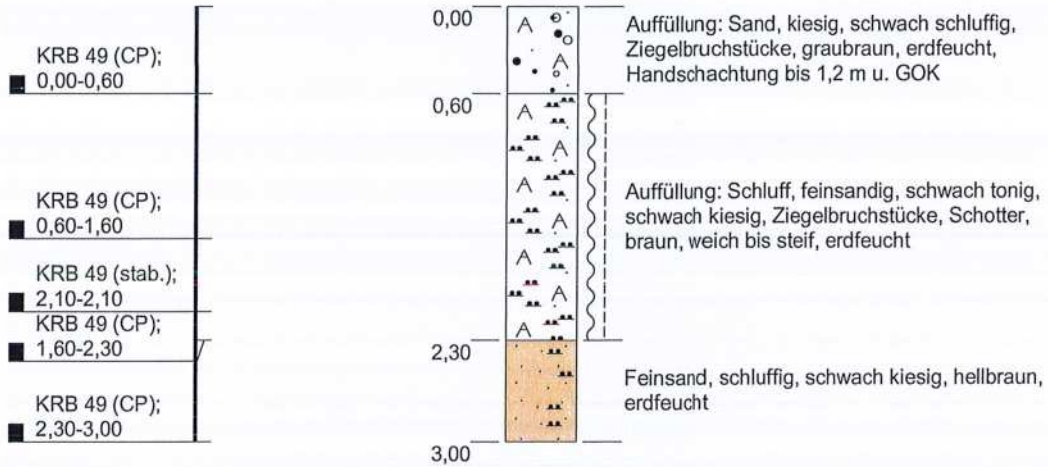 KRB 49 (CP);
0,00-0,60
KRB 49 (CP);
0,60-1,60
KRB 49 (stab.);
2,10-2,10
KRB 49 (CP);
1,60-2,30
KRB 49 (CP);
2,30-3,00
0,00
0,60
2,30
3,00
A
A
A
A
A
A
A
A
A
A
Auffüllung: Sand, kiesig, schwach schluffig,
Ziegelbruchstücke, graubraun, erdfeucht,
Handschachtung bis 1,2 m u. GOK
Auffüllung: Schluff, feinsandig, schwach tonig,
schwach kiesig, Ziegelbruchstücke, Schotter,
braun, weich bis steif, erdfeucht
Feinsand, schluffig, schwach kiesig, hellbraun,
erdfeucht